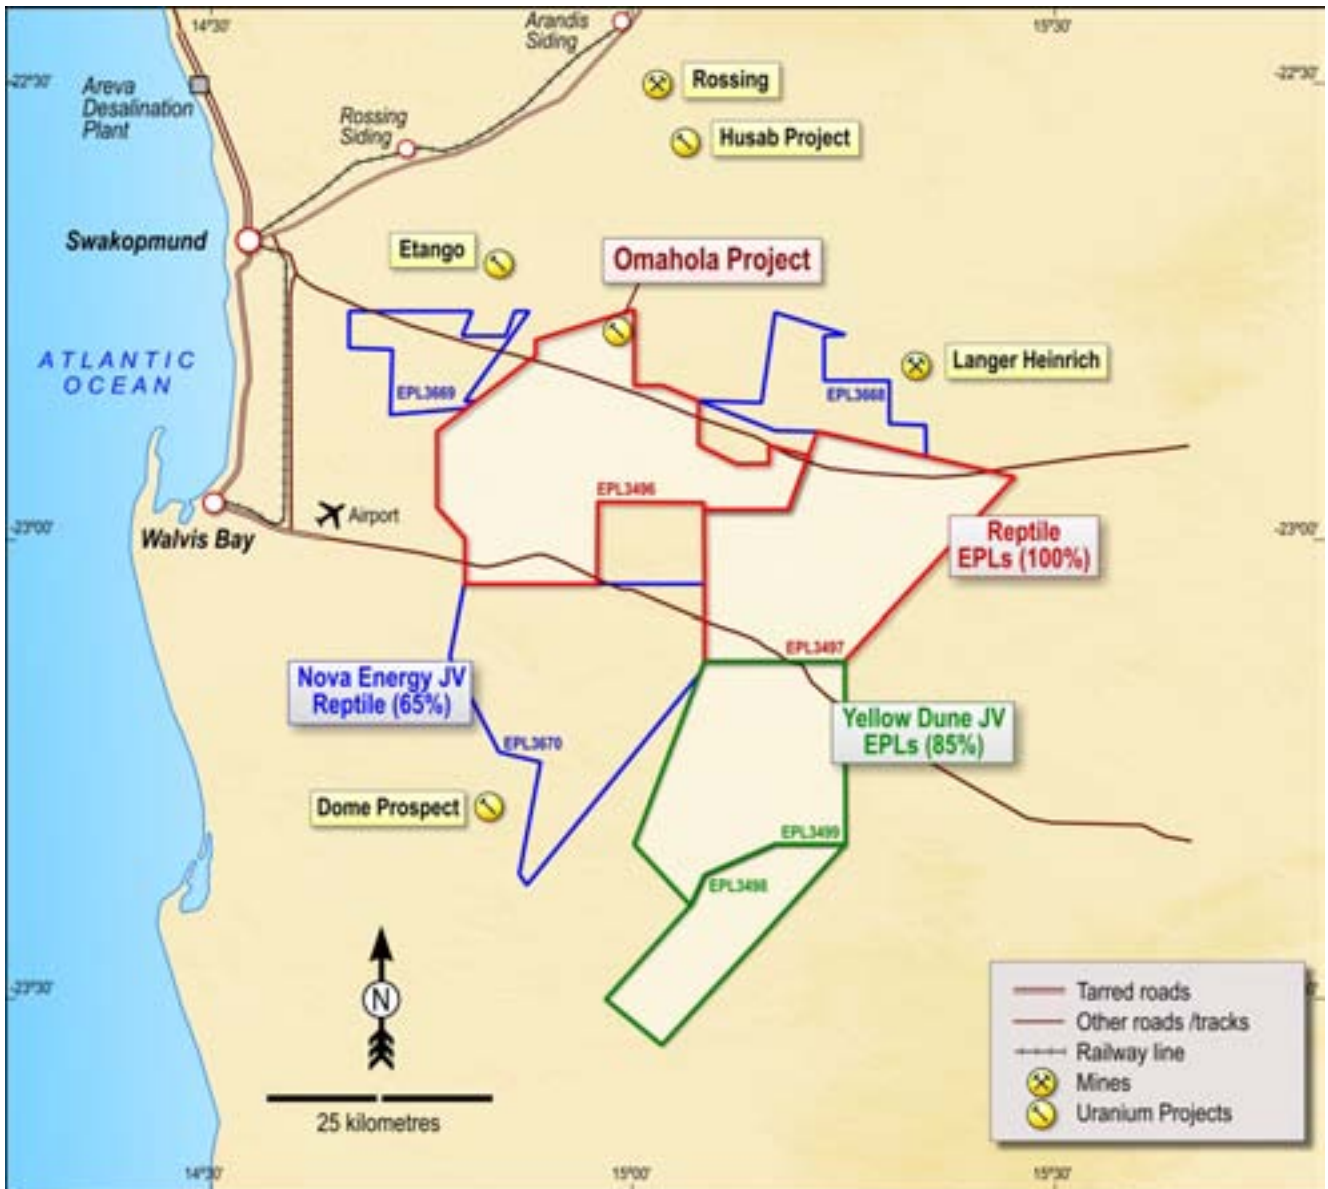 14°30'
15°30'
Arandis
Siding
-22°30'
-22°30'
Areva
Desalination
Plant
Rossing
Husab Project
Rossing
Siding
Swakopmund
Etango
Omahola Project
ATLANTIC
OCEAN
Langer Heinrich
EPL3669
EPL3668
EPL3496
Airport
Walvis Bay
-23°00'
-23°00'
Reptile
EPLs (100%)
EPL3497
Nova Energy JV
Reptile (65%)
Yellow Dune JV
EPLs (85%)
EPL3670
Dome Prospect
EPL3499
EPL3498
-23°30'
N
25 kilometres
Tarred roads
Other roads /tracks
Railway line
Mines
Uranium Projects
14°30'
15°00'
15°30'